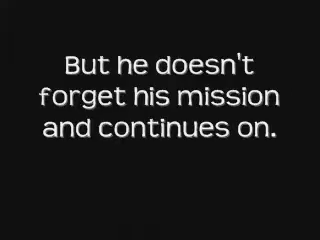 But he doesn't
forget his mission
and continues on.